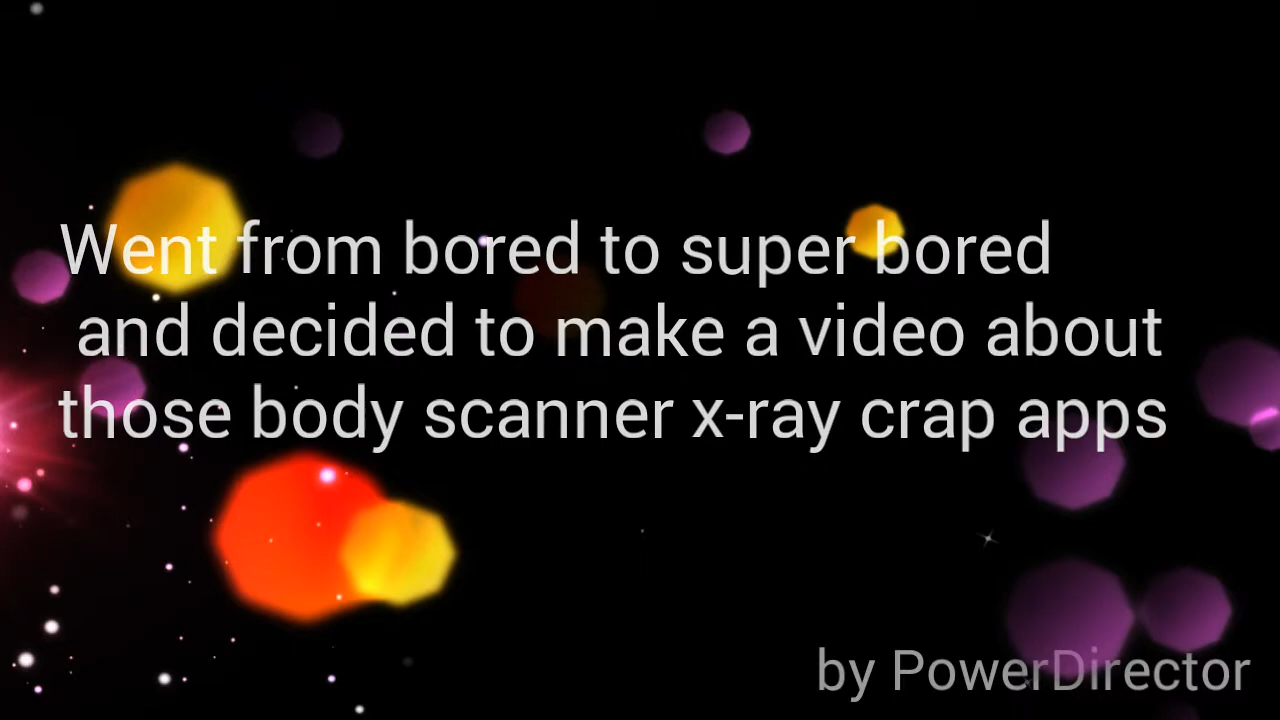 Went from bored to super bored
and decided to make a video about
those body scanner x-ray crap apps
by PowerDirector